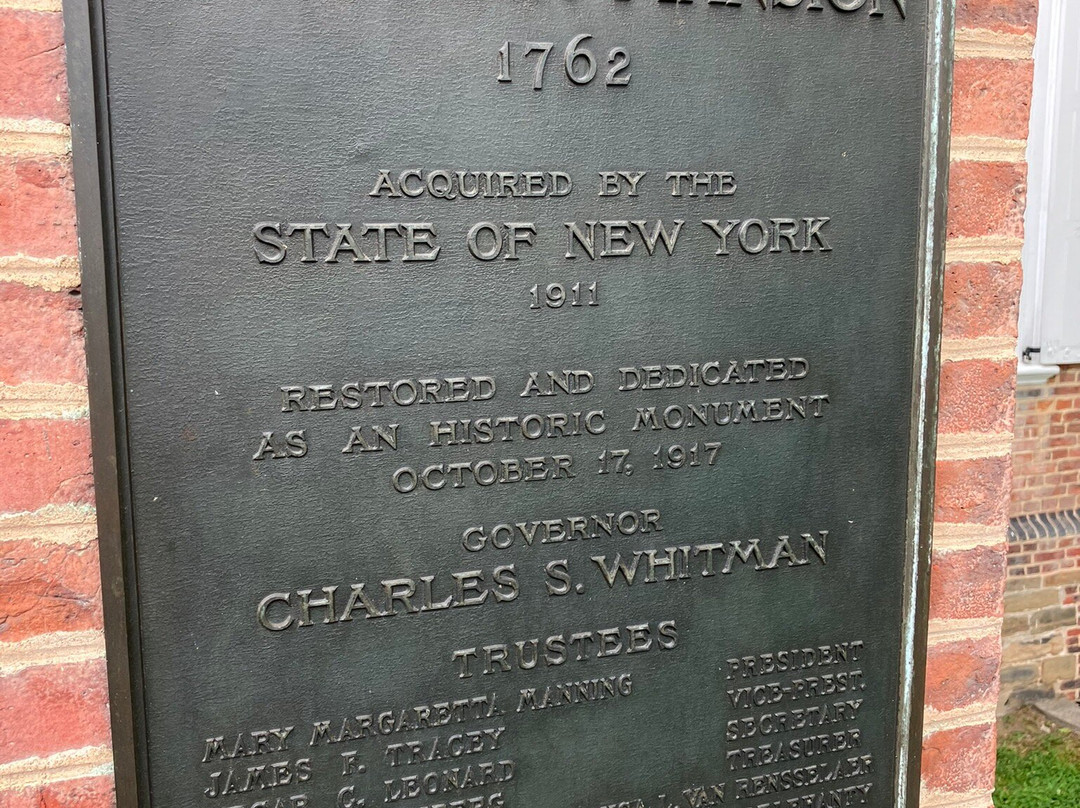 MANSION
1762
ACQUIRED BY THE
STATE OF NEW YORK
1911
RESTORED AND DEDICATED
AS AN HISTORIC MONUMENT
OCTOBER 17, 1917
GOVERNOR
CHARLES S. WHITMAN
TRUSTEES
MARY MARGARETTA MANNING PRESIDENT
JAMES F. TRACEY VICE-PREST.
C. LEONARD SECRETARY
TREASURER
L. VAN RENSSELAER